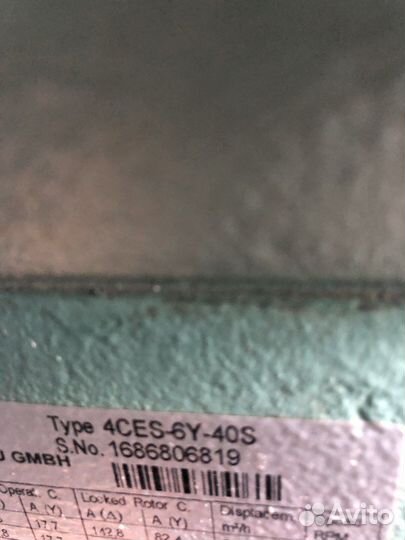 Type 4CES-6Y-40S
S.No. 1686806819
U GMBH
Operat. C. Locked Rotor C. Displacem.
A (Y) A (Δ) A (Y) m³/h RPM
17.7 142.8 82.4
Avito